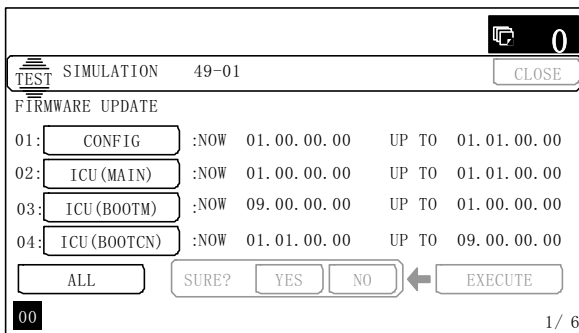 0
TEST SIMULATION 49-01 CLOSE
FIRMWARE UPDATE
01: CONFIG :NOW 01.00.00.00 UP TO 01.01.00.00
02: ICU(MAIN) :NOW 01.00.00.00 UP TO 01.01.00.00
03: ICU(BOOTM) :NOW 09.00.00.00 UP TO 01.00.00.00
04: ICU(BOOTCN) :NOW 01.01.00.00 UP TO 09.00.00.00
ALL SURE? YES NO EXECUTE
00 1/ 6